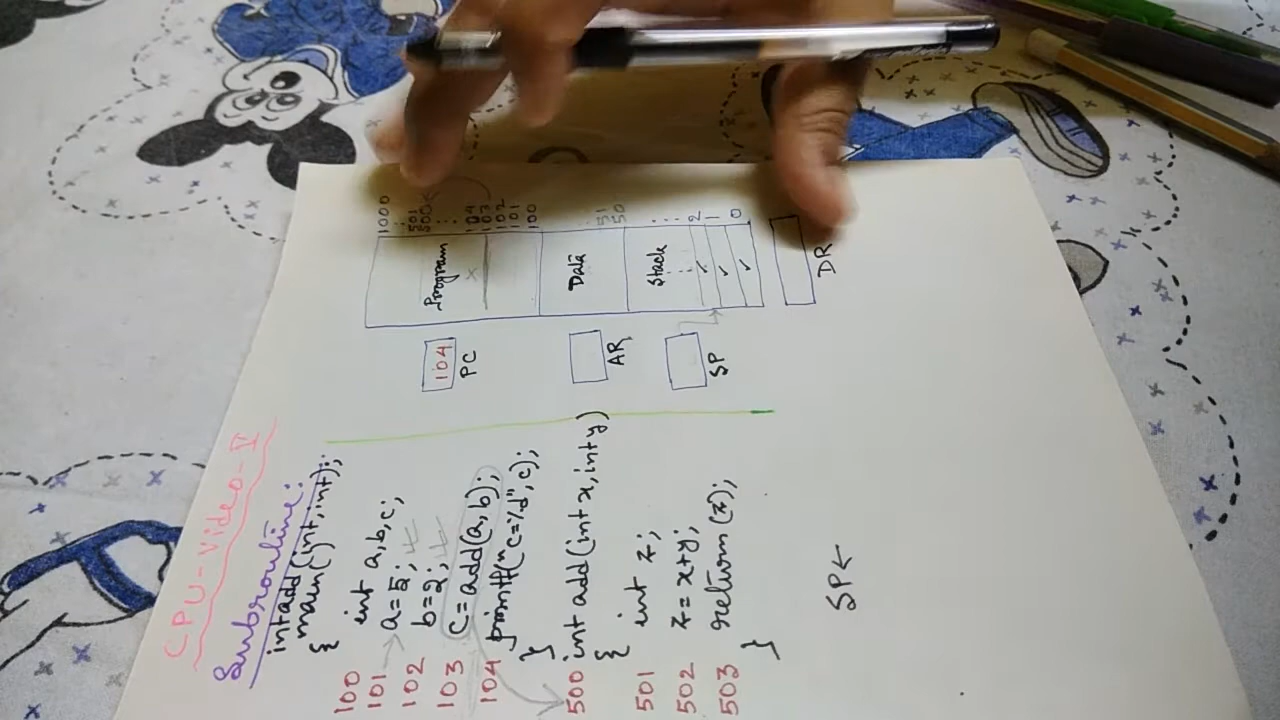 CPU-Video-V
Subroutine:
int add(int, int);
main()
{
100 int a,b,c;
101 a=5;
102 b=2;
103 c=add(a,b);
104 printf("c=%d",c);
}
500 int add(int x, int y)
{
501 int z;
502 z=x+y;
503 return(z);
}
SP←
1000
501
500
104
103
102
101
100
51
50
2
1
0
Program
Data
Stack
104
PC
AR
SP
DR